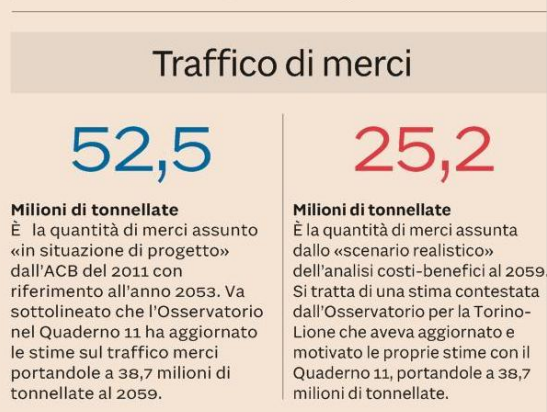 Traffico di merci
52,5
Milioni di tonnellate
È la quantità di merci assunto
«in situazione di progetto»
dall'ACB del 2011 con
riferimento all'anno 2053. Va
sottolineato che l'Osservatorio
nel Quaderno 11 ha aggiornato
le stime sul traffico merci
portandole a 38,7 milioni di
tonnellate al 2059.
25,2
Milioni di tonnellate
È la quantità di merci assunta
dallo «scenario realistico»
dell'analisi costi-benefici al 2059.
Si tratta di una stima contestata
dall'Osservatorio per la Torino-
Lione che aveva aggiornato e
motivato le proprie stime con il
Quaderno 11, portandole a 38,7
milioni di tonnellate.